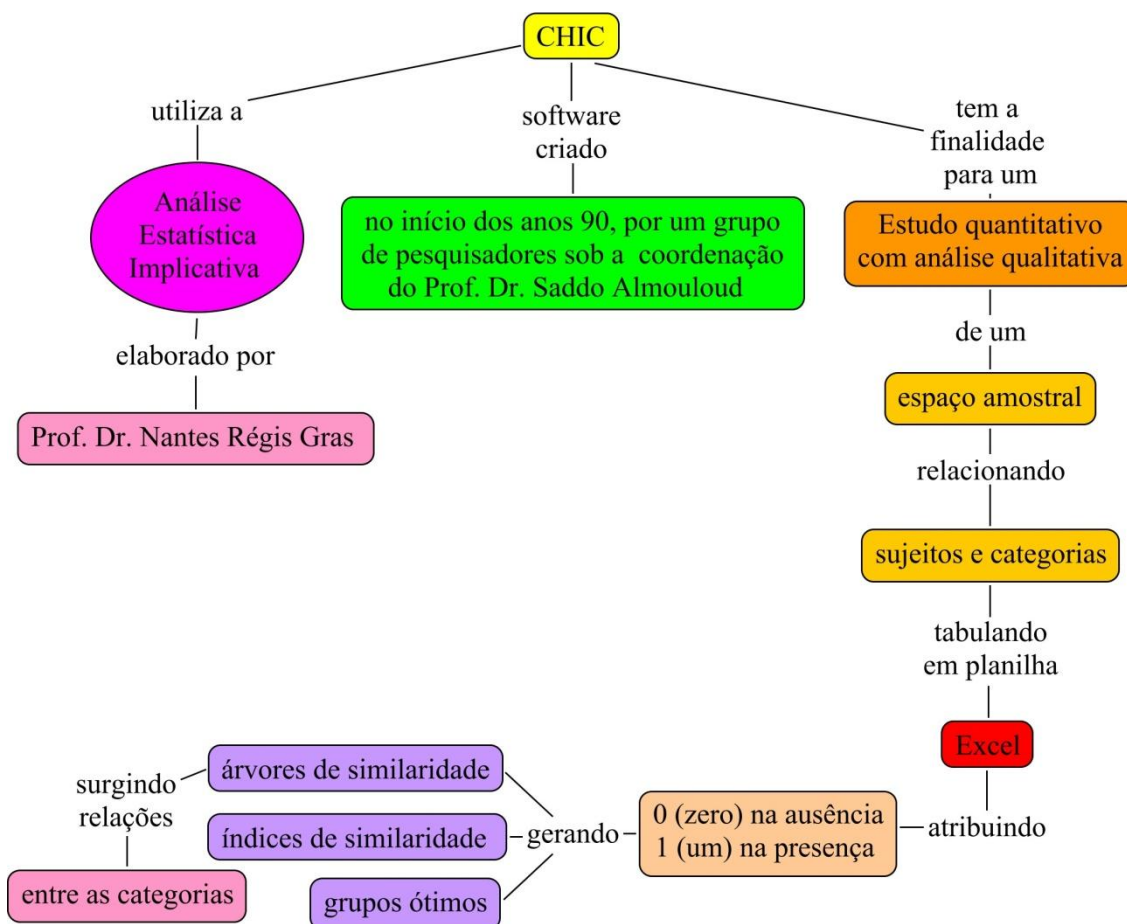 CHIC
utiliza a
software
criado
tem a
finalidade
para um
Análise
Estatística
Implicativa
no início dos anos 90, por um grupo
de pesquisadores sob a coordenação
do Prof. Dr. Saddo Almouloud
Estudo quantitativo
com análise qualitativa
elaborado por
de um
Prof. Dr. Nantes Régis Gras
espaço amostral
relacionando
sujeitos e categorias
tabulando
em planilha
Excel
atribuindo
0 (zero) na ausência
1 (um) na presença
gerando
árvores de similaridade
índices de similaridade
grupos ótimos
surgindo
relações
entre as categorias